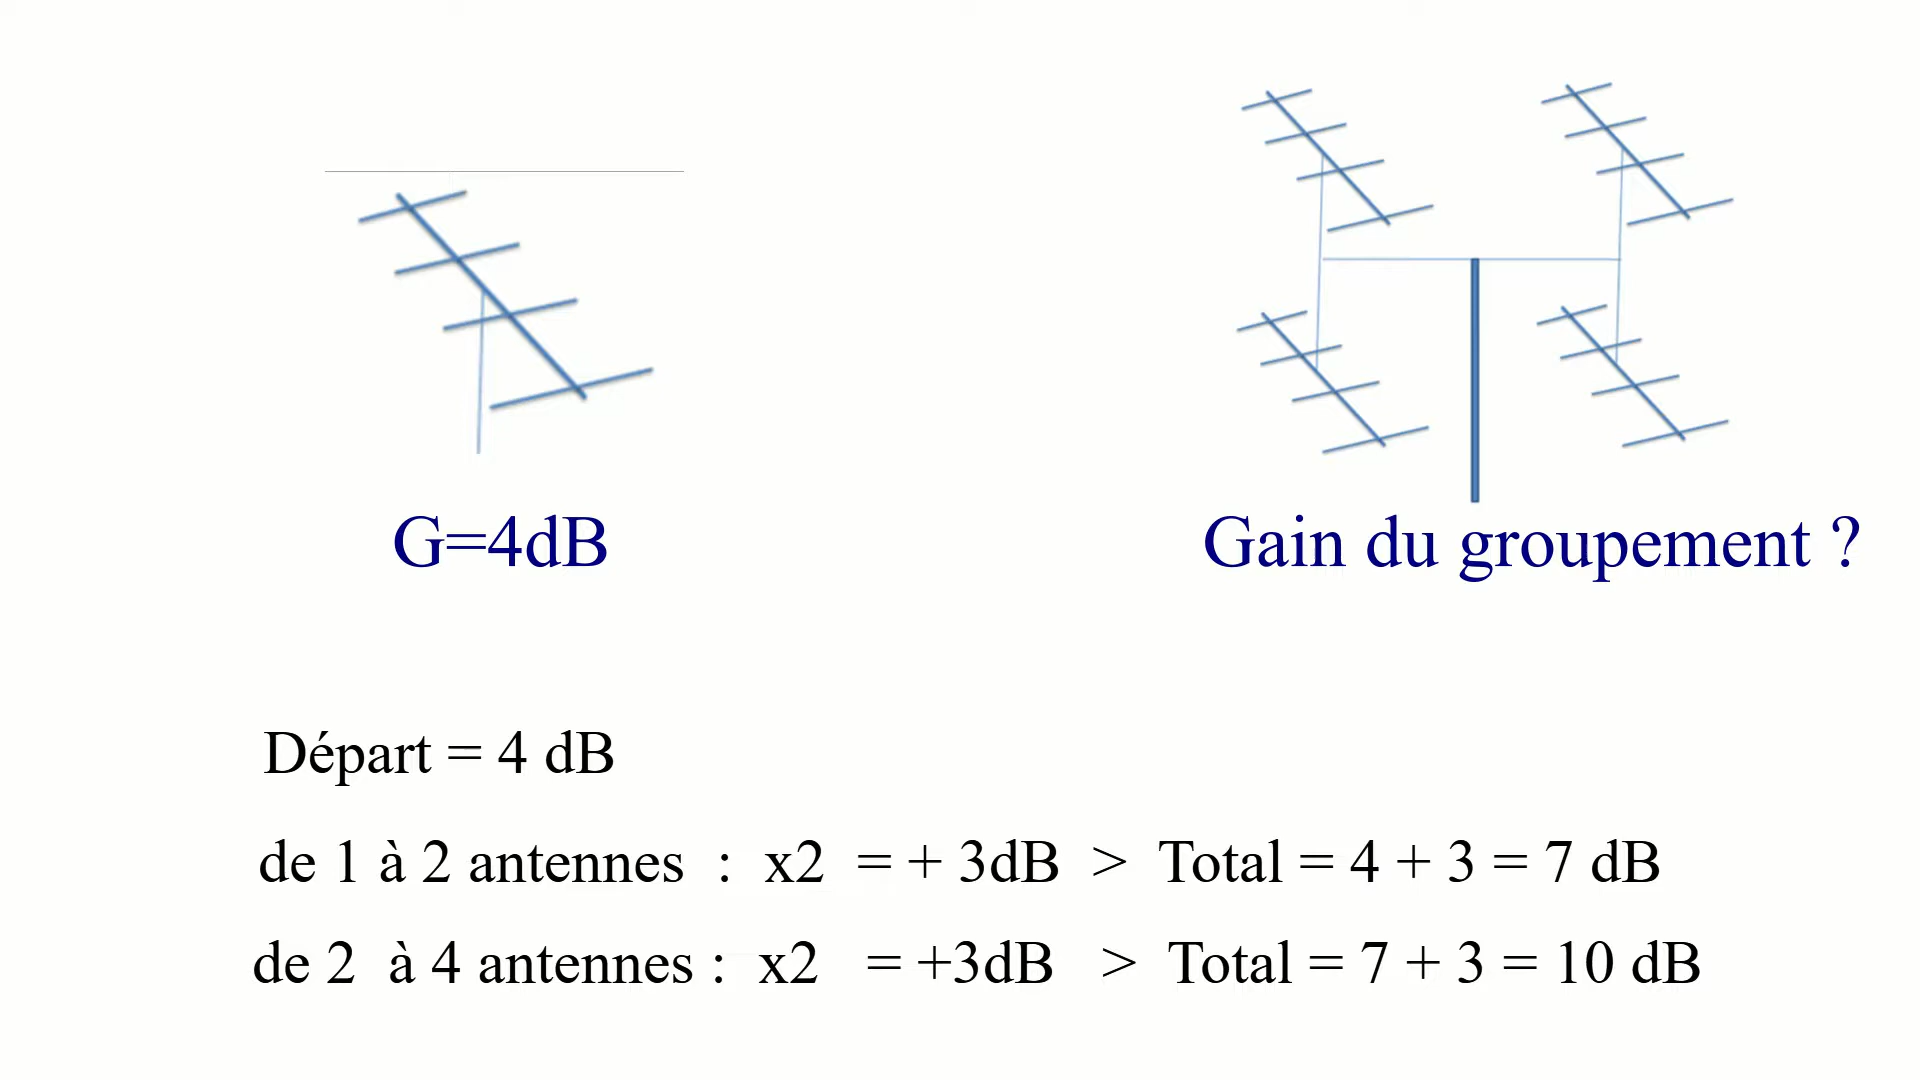 G=4dB
Gain du groupement ?
Départ = 4 dB
de 1 à 2 antennes : x2 = + 3dB > Total = 4 + 3 = 7 dB
de 2 à 4 antennes : x2 = +3dB > Total = 7 + 3 = 10 dB